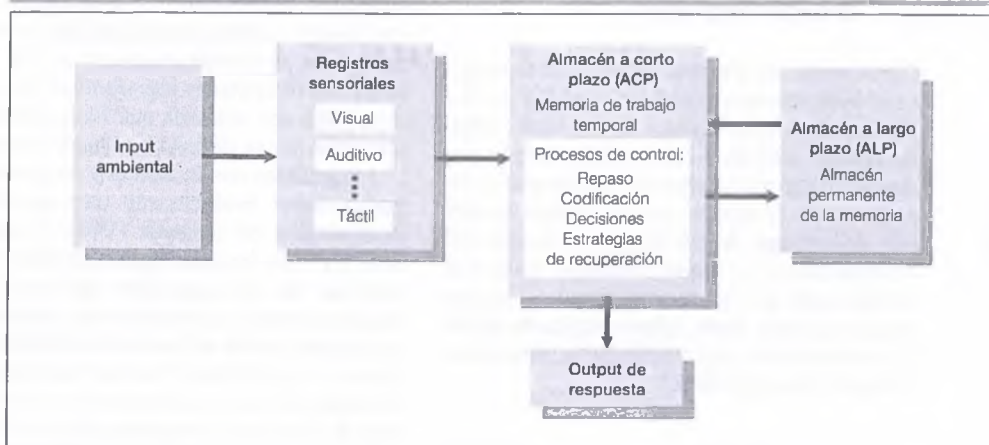 Input
ambiental
Registros
sensoriales
Visual
Auditivo
Táctil
Almacén a corto
plazo (ACP)
Memoria de trabajo
temporal
Procesos de control:
Repaso
Codificación
Decisiones
Estrategias
de recuperación
Almacén a largo
plazo (ALP)
Almacén
permanente
de la memoria
Output de
respuesta